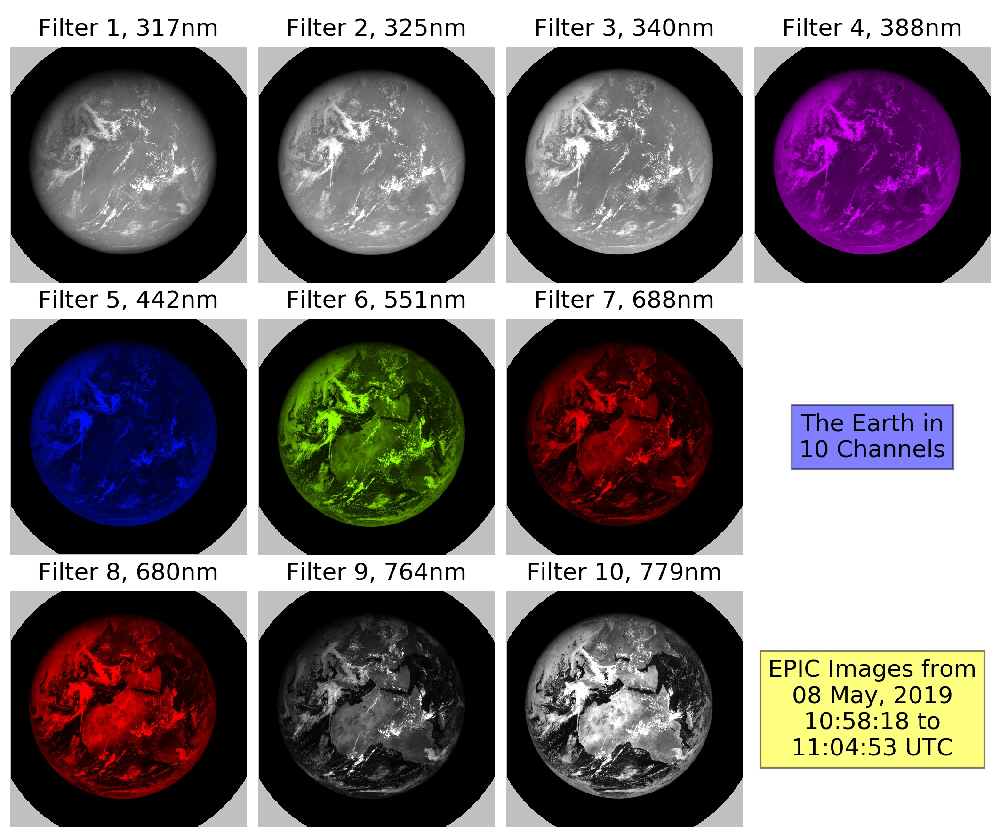 Filter 1, 317nm
Filter 2, 325nm
Filter 3, 340nm
Filter 4, 388nm
Filter 5, 442nm
Filter 6, 551nm
Filter 7, 688nm
The Earth in
10 Channels
Filter 8, 680nm
Filter 9, 764nm
Filter 10, 779nm
EPIC Images from
08 May, 2019
10:58:18 to
11:04:53 UTC